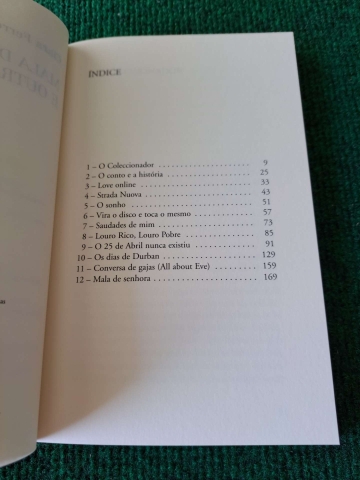 ÍNDICE
1 – O Coleccionador . . . . . . . . . . . . . . . . . . . . . . 9
2 – O conto e a história . . . . . . . . . . . . . . . . . . . . 25
3 – Love online . . . . . . . . . . . . . . . . . . . . . . . . . 33
4 – Strada Nuova . . . . . . . . . . . . . . . . . . . . . . . . 43
5 – O sonho . . . . . . . . . . . . . . . . . . . . . . . . . . . 51
6 – Vira o disco e toca o mesmo . . . . . . . . . . . . . . . 57
7 – Saudades de mim . . . . . . . . . . . . . . . . . . . . . 73
8 – Louro Rico, Louro Pobre . . . . . . . . . . . . . . . . . 85
9 – O 25 de Abril nunca existiu . . . . . . . . . . . . . . . 91
10 – Os dias de Durban . . . . . . . . . . . . . . . . . . . . 129
11 – Conversa de gajas (All about Eve) . . . . . . . . . . . 159
12 – Mala de senhora . . . . . . . . . . . . . . . . . . . . . 169